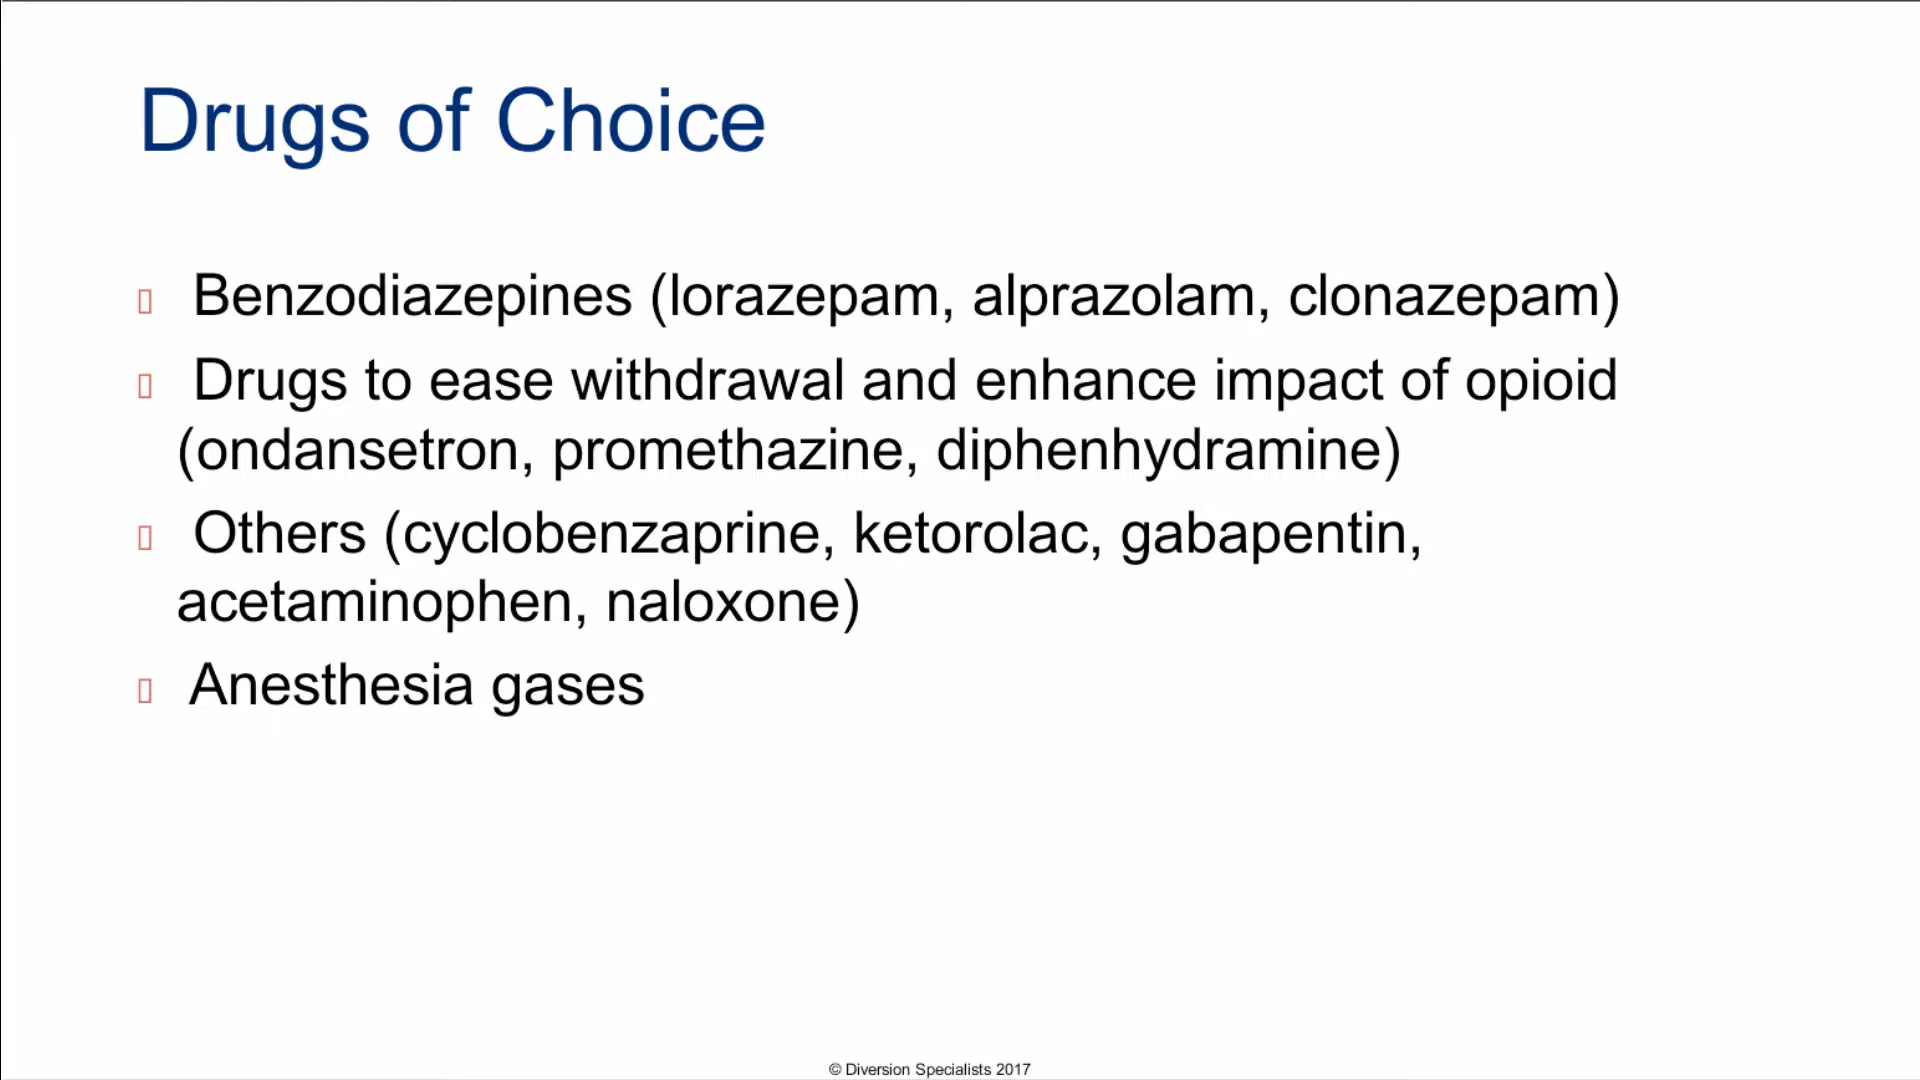 Drugs of Choice
Benzodiazepines (lorazepam, alprazolam, clonazepam)
Drugs to ease withdrawal and enhance impact of opioid
(ondansetron, promethazine, diphenhydramine)
Others (cyclobenzaprine, ketorolac, gabapentin,
acetaminophen, naloxone)
Anesthesia gases
© Diversion Specialists 2017